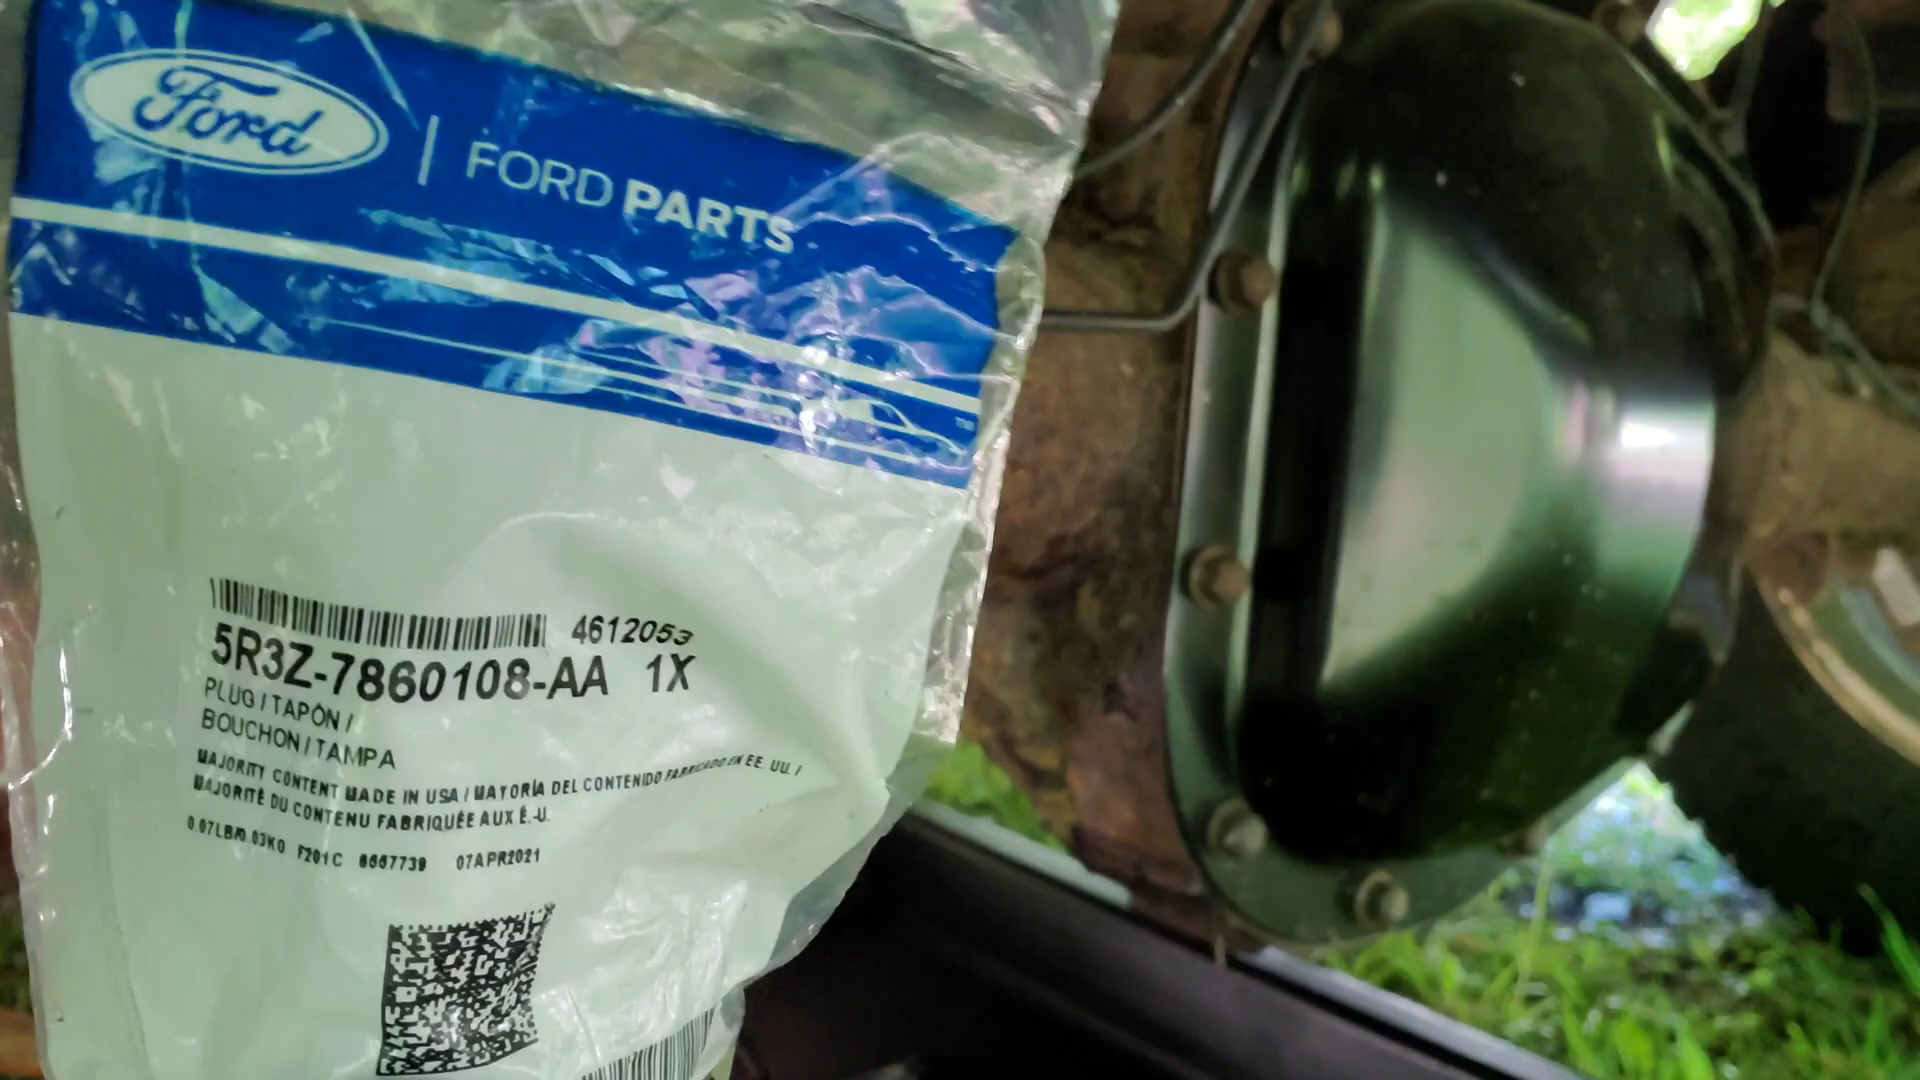 Ford
FORD PARTS
TM
4612053
5R3Z-7860108-AA 1X
PLUG / TAPÓN /
BOUCHON / TAMPA
MAJORITY CONTENT MADE IN USA / MAYORÍA DEL CONTENIDO FABRICADO EN EE. UU. /
MAJORITÉ DU CONTENU FABRIQUÉE AUX É.-U.
0.07LB/0.03KG F201C 8667739 07APR2021